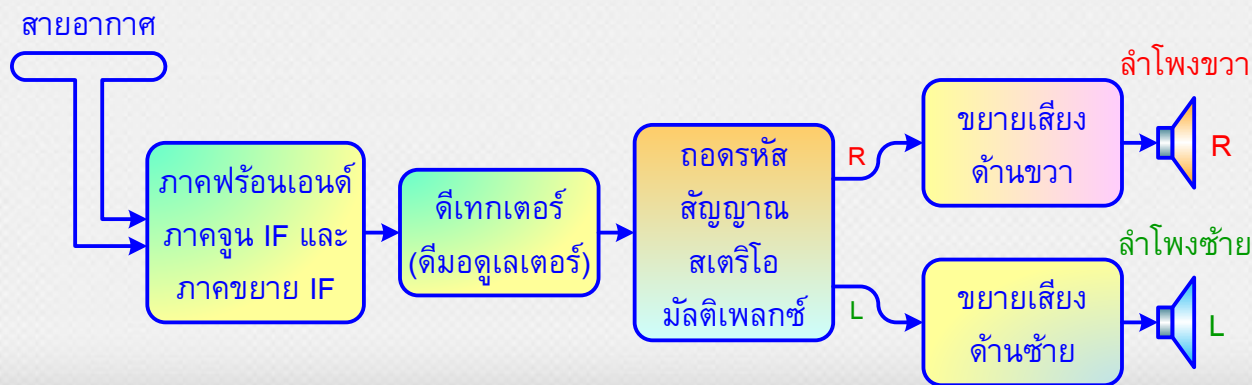 สายอากาศ
ภาคฟร้อนเอนด์
ภาคจูน IF และ
ภาคขยาย IF
ดีเทกเตอร์
(ดีมอดูเลเตอร์)
ถอดรหัส
สัญญาณ
สเตริโอ
มัลติเพลกซ์
R
L
ขยายเสียง
ด้านขวา
ลำโพงขวา
R
ขยายเสียง
ด้านซ้าย
ลำโพงซ้าย
L